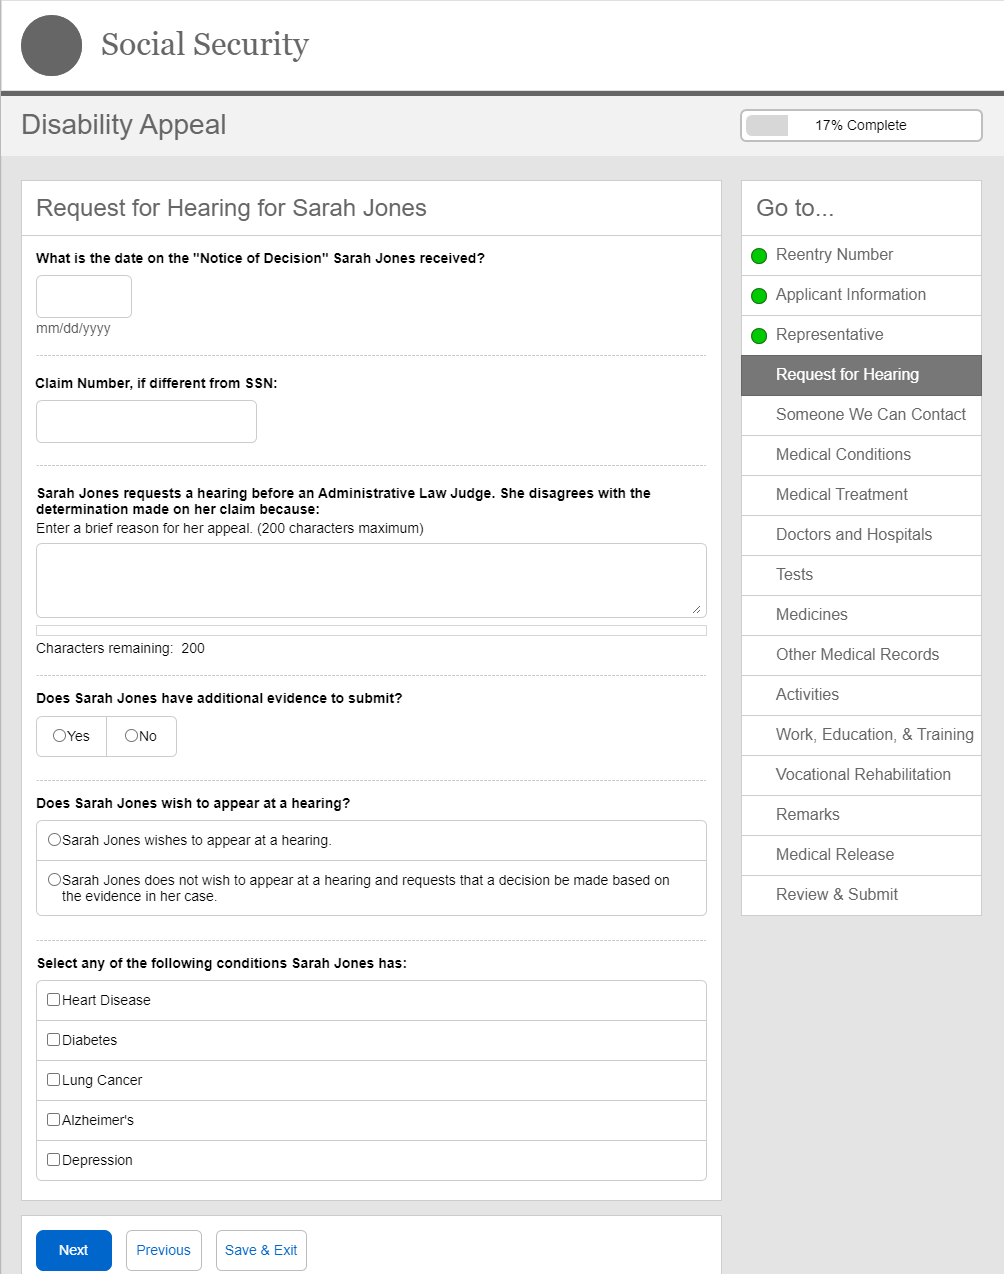 Social Security
Disability Appeal
17% Complete
Request for Hearing for Sarah Jones
What is the date on the "Notice of Decision" Sarah Jones received?
mm/dd/yyyy
Claim Number, if different from SSN:
Sarah Jones requests a hearing before an Administrative Law Judge. She disagrees with the
determination made on her claim because:
Enter a brief reason for her appeal. (200 characters maximum)
Characters remaining: 200
Does Sarah Jones have additional evidence to submit?
Yes No
Does Sarah Jones wish to appear at a hearing?
Sarah Jones wishes to appear at a hearing.
Sarah Jones does not wish to appear at a hearing and requests that a decision be made based on
the evidence in her case.
Select any of the following conditions Sarah Jones has:
Heart Disease
Diabetes
Lung Cancer
Alzheimer's
Depression
Next Previous Save & Exit
Go to...
Reentry Number
Applicant Information
Representative
Request for Hearing
Someone We Can Contact
Medical Conditions
Medical Treatment
Doctors and Hospitals
Tests
Medicines
Other Medical Records
Activities
Work, Education, & Training
Vocational Rehabilitation
Remarks
Medical Release
Review & Submit